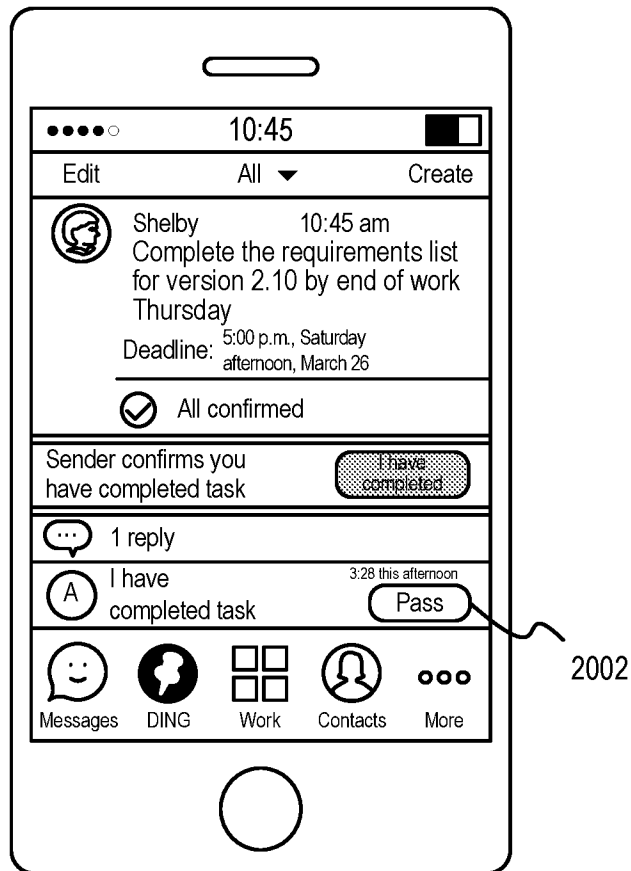 10:45
Edit All Create
Shelby 10:45 am
Complete the requirements list
for version 2.10 by end of work
Thursday
Deadline: 5:00 p.m., Saturday
afternoon, March 26
All confirmed
Sender confirms you
have completed task
I have
completed
1 reply
A
I have
completed task
3:28 this afternoon
Pass
2002
Messages DING Work Contacts More